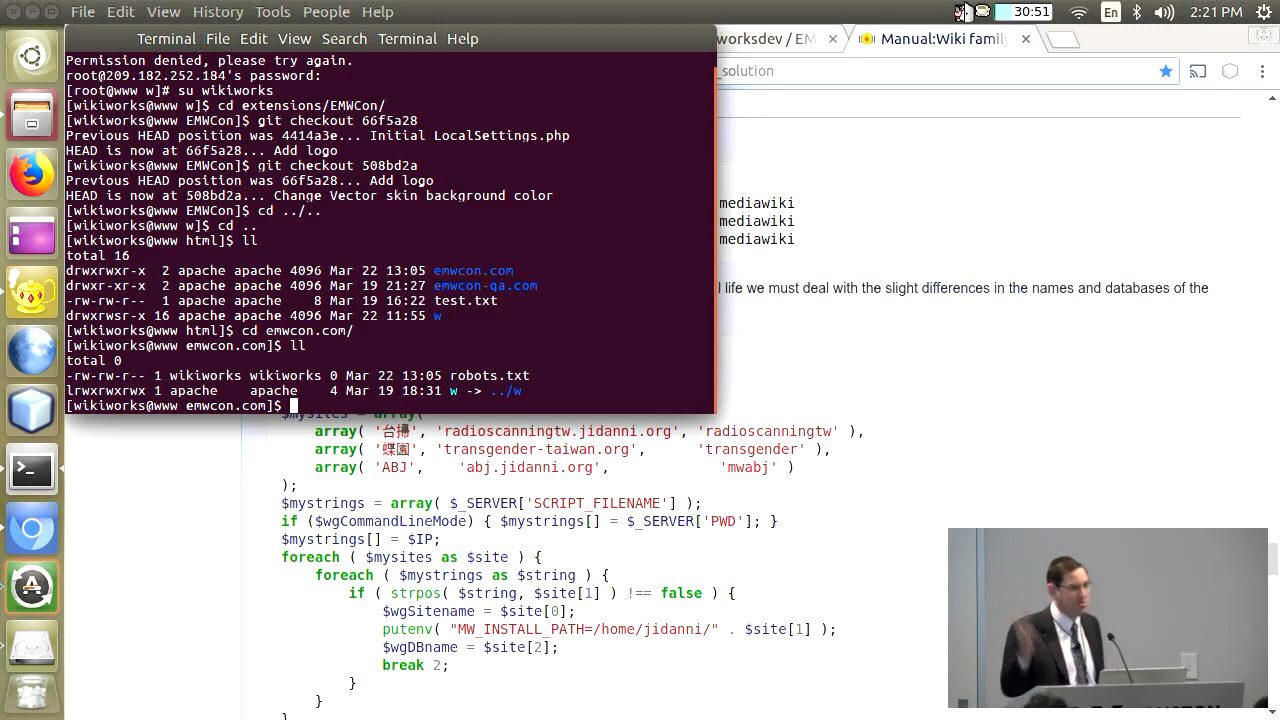 File Edit View History Tools People Help
30:51 En 2:21 PM
Terminal File Edit View Search Terminal Help
Permission denied, please try again.
root@209.182.252.184's password:
[root@www w]# su wikiworks
[wikiworks@www w]$ cd extensions/EMWCon/
[wikiworks@www EMWCon]$ git checkout 66f5a28
Previous HEAD position was 4414a3e... Initial LocalSettings.php
HEAD is now at 66f5a28... Add logo
[wikiworks@www EMWCon]$ git checkout 508bd2a
Previous HEAD position was 66f5a28... Add logo
HEAD is now at 508bd2a... Change Vector skin background color
[wikiworks@www EMWCon]$ cd ../..
[wikiworks@www w]$ cd ..
[wikiworks@www html]$ ll
total 16
drwxrwxr-x 2 apache apache 4096 Mar 22 13:05 emwcon.com
drwxr-xr-x 2 apache apache 4096 Mar 19 21:27 emwcon-qa.com
-rw-rw-r-- 1 apache apache 8 Mar 19 16:22 test.txt
drwxrwsr-x 16 apache apache 4096 Mar 22 11:55 w
[wikiworks@www html]$ cd emwcon.com/
[wikiworks@www emwcon.com]$ ll
total 0
-rw-rw-r-- 1 wikiworks wikiworks 0 Mar 22 13:05 robots.txt
lrwxrwxrwx 1 apache apache 4 Mar 19 18:31 w -> ../w
[wikiworks@www emwcon.com]$
worksdev / EM Manual:Wiki family
_solution
mediawiki
mediawiki
mediawiki
l life we must deal with the slight differences in the names and databases of the
$mysites = array(
array( '台掃', 'radioscanningtw.jidanni.org', 'radioscanningtw' ),
array( '蝶園', 'transgender-taiwan.org', 'transgender' ),
array( 'ABJ', 'abj.jidanni.org', 'mwabj' )
);
$mystrings = array( $_SERVER['SCRIPT_FILENAME'] );
if ($wgCommandLineMode) { $mystrings[] = $_SERVER['PWD']; }
$mystrings[] = $IP;
foreach ( $mysites as $site ) {
foreach ( $mystrings as $string ) {
if ( strpos( $string, $site[1] ) !== false ) {
$wgSitename = $site[0];
putenv( "MW_INSTALL_PATH=/home/jidanni/" . $site[1] );
$wgDBname = $site[2];
break 2;
}
}
}